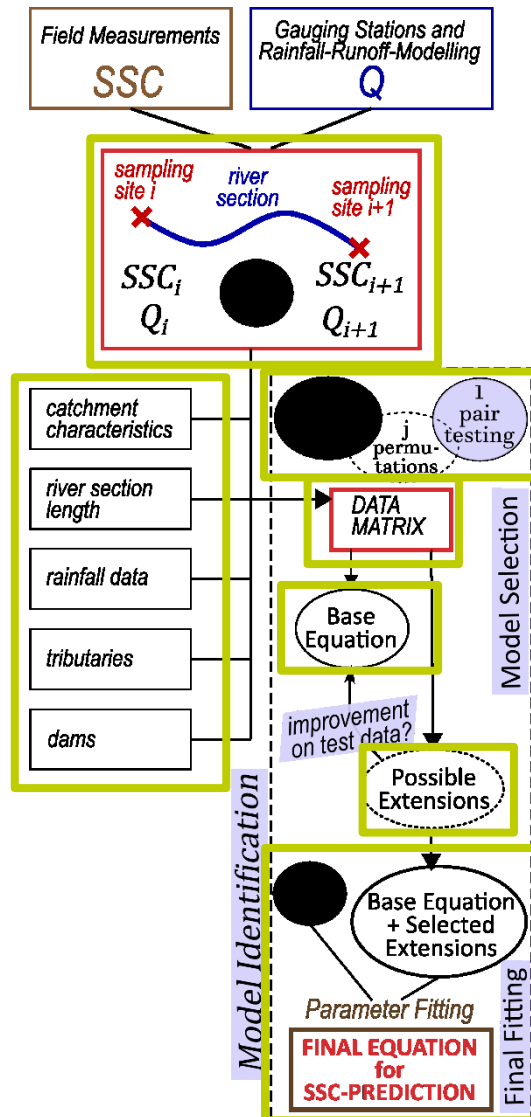 Field Measurements
SSC
Gauging Stations and
Rainfall-Runoff-Modelling
Q
sampling
site i
river
section
sampling
site i+1
SSCᵢ
Qᵢ
SSCᵢ₊₁
Qᵢ₊₁
catchment
characteristics
river section
length
rainfall data
tributaries
dams
j
permu-
tations
1
pair
testing
DATA
MATRIX
Base
Equation
improvement
on test data?
Possible
Extensions
Model Selection
Model Identification
Base Equation
+ Selected
Extensions
Parameter Fitting
FINAL EQUATION
for
SSC-PREDICTION
Final Fitting